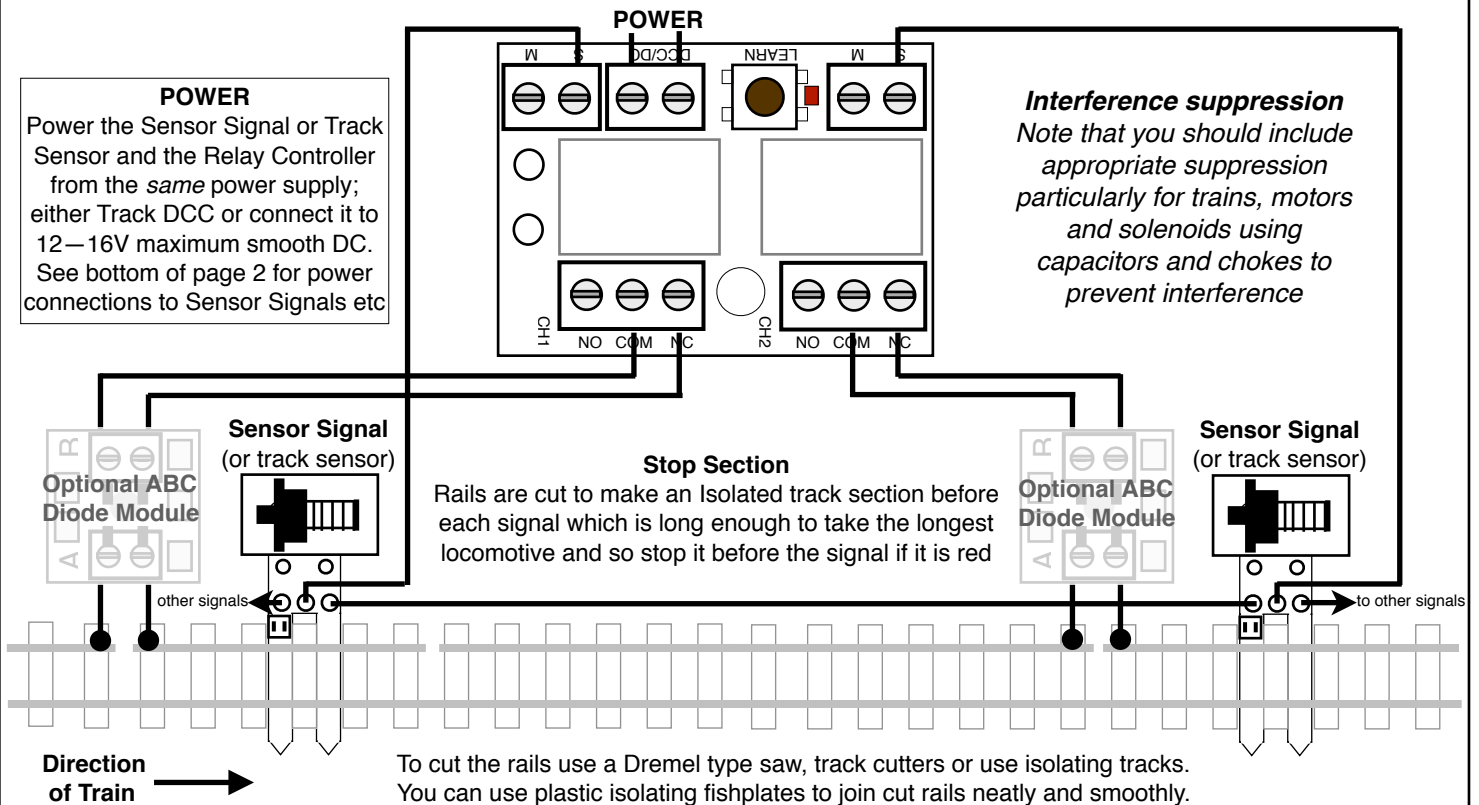 POWER
M S DCC/DC LEARN M S
POWER
Power the Sensor Signal or Track
Sensor and the Relay Controller
from the same power supply;
either Track DCC or connect it to
12—16V maximum smooth DC.
See bottom of page 2 for power
connections to Sensor Signals etc
Interference suppression
Note that you should include
appropriate suppression
particularly for trains, motors
and solenoids using
capacitors and chokes to
prevent interference
CH1 NO COM NC CH2 NO COM NC
R
Optional ABC
Diode Module
A
Sensor Signal
(or track sensor)
Stop Section
Rails are cut to make an Isolated track section before
each signal which is long enough to take the longest
locomotive and so stop it before the signal if it is red
R
Optional ABC
Diode Module
A
Sensor Signal
(or track sensor)
other signals
to other signals
Direction
of Train
To cut the rails use a Dremel type saw, track cutters or use isolating tracks.
You can use plastic isolating fishplates to join cut rails neatly and smoothly.